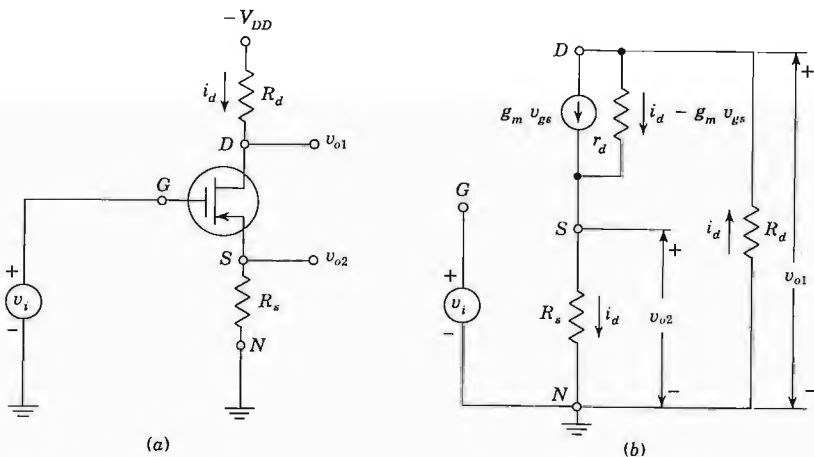 −V_DD
i_d
R_d
D
v_o1
G
S
v_o2
+
v_i
−
R_s
N
(a)
D
+
g_m v_gs
r_d
i_d − g_m v_gs
G
S
+
i_d
R_d
+
v_i
−
R_s
i_d
v_o2
v_o1
N
−
−
(b)